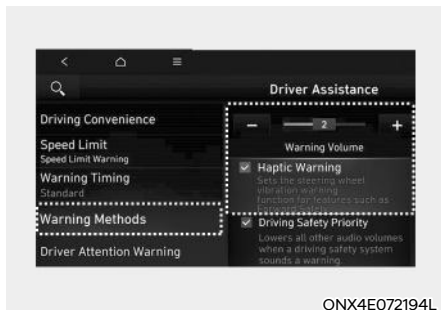 Driver Assistance
Driving Convenience
Speed Limit
Speed Limit Warning
Warning Timing
Standard
Warning Methods
Driver Attention Warning
− 2 +
Warning Volume
Haptic Warning
Sets the steering wheel
vibration warning
function for features such as
Forward Safety.
Driving Safety Priority
Lowers all other audio volumes
when a driving safety system
sounds a warning.
ONX4E072194L